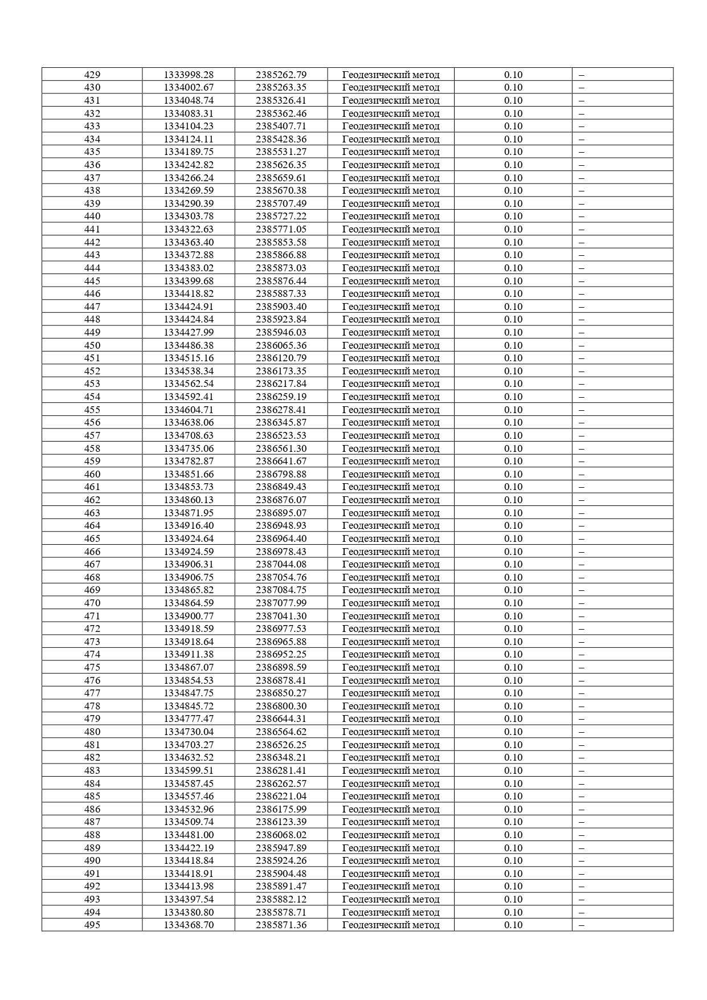 429 1333998.28 2385262.79 Геодезический метод 0.10 –
430 1334002.67 2385263.35 Геодезический метод 0.10 –
431 1334048.74 2385326.41 Геодезический метод 0.10 –
432 1334083.31 2385362.46 Геодезический метод 0.10 –
433 1334104.23 2385407.71 Геодезический метод 0.10 –
434 1334124.11 2385428.36 Геодезический метод 0.10 –
435 1334189.75 2385531.27 Геодезический метод 0.10 –
436 1334242.82 2385626.35 Геодезический метод 0.10 –
437 1334266.24 2385659.61 Геодезический метод 0.10 –
438 1334269.59 2385670.38 Геодезический метод 0.10 –
439 1334290.39 2385707.49 Геодезический метод 0.10 –
440 1334303.78 2385727.22 Геодезический метод 0.10 –
441 1334322.63 2385771.05 Геодезический метод 0.10 –
442 1334363.40 2385853.58 Геодезический метод 0.10 –
443 1334372.88 2385866.88 Геодезический метод 0.10 –
444 1334383.02 2385873.03 Геодезический метод 0.10 –
445 1334399.68 2385876.44 Геодезический метод 0.10 –
446 1334418.82 2385887.33 Геодезический метод 0.10 –
447 1334424.91 2385903.40 Геодезический метод 0.10 –
448 1334424.84 2385923.84 Геодезический метод 0.10 –
449 1334427.99 2385946.03 Геодезический метод 0.10 –
450 1334486.38 2386065.36 Геодезический метод 0.10 –
451 1334515.16 2386120.79 Геодезический метод 0.10 –
452 1334538.34 2386173.35 Геодезический метод 0.10 –
453 1334562.54 2386217.84 Геодезический метод 0.10 –
454 1334592.41 2386259.19 Геодезический метод 0.10 –
455 1334604.71 2386278.41 Геодезический метод 0.10 –
456 1334638.06 2386345.87 Геодезический метод 0.10 –
457 1334708.63 2386523.53 Геодезический метод 0.10 –
458 1334735.06 2386561.30 Геодезический метод 0.10 –
459 1334782.87 2386641.67 Геодезический метод 0.10 –
460 1334851.66 2386798.88 Геодезический метод 0.10 –
461 1334853.73 2386849.43 Геодезический метод 0.10 –
462 1334860.13 2386876.07 Геодезический метод 0.10 –
463 1334871.95 2386895.07 Геодезический метод 0.10 –
464 1334916.40 2386948.93 Геодезический метод 0.10 –
465 1334924.64 2386964.40 Геодезический метод 0.10 –
466 1334924.59 2386978.43 Геодезический метод 0.10 –
467 1334906.31 2387044.08 Геодезический метод 0.10 –
468 1334906.75 2387054.76 Геодезический метод 0.10 –
469 1334865.82 2387084.75 Геодезический метод 0.10 –
470 1334864.59 2387077.99 Геодезический метод 0.10 –
471 1334900.77 2387041.30 Геодезический метод 0.10 –
472 1334918.59 2386977.53 Геодезический метод 0.10 –
473 1334918.64 2386965.88 Геодезический метод 0.10 –
474 1334911.38 2386952.25 Геодезический метод 0.10 –
475 1334867.07 2386898.59 Геодезический метод 0.10 –
476 1334854.53 2386878.41 Геодезический метод 0.10 –
477 1334847.75 2386850.27 Геодезический метод 0.10 –
478 1334845.72 2386800.30 Геодезический метод 0.10 –
479 1334777.47 2386644.31 Геодезический метод 0.10 –
480 1334730.04 2386564.62 Геодезический метод 0.10 –
481 1334703.27 2386526.25 Геодезический метод 0.10 –
482 1334632.52 2386348.21 Геодезический метод 0.10 –
483 1334599.51 2386281.41 Геодезический метод 0.10 –
484 1334587.45 2386262.57 Геодезический метод 0.10 –
485 1334557.46 2386221.04 Геодезический метод 0.10 –
486 1334532.96 2386175.99 Геодезический метод 0.10 –
487 1334509.74 2386123.39 Геодезический метод 0.10 –
488 1334481.00 2386068.02 Геодезический метод 0.10 –
489 1334422.19 2385947.89 Геодезический метод 0.10 –
490 1334418.84 2385924.26 Геодезический метод 0.10 –
491 1334418.91 2385904.48 Геодезический метод 0.10 –
492 1334413.98 2385891.47 Геодезический метод 0.10 –
493 1334397.54 2385882.12 Геодезический метод 0.10 –
494 1334380.80 2385878.71 Геодезический метод 0.10 –
495 1334368.70 2385871.36 Геодезический метод 0.10 –